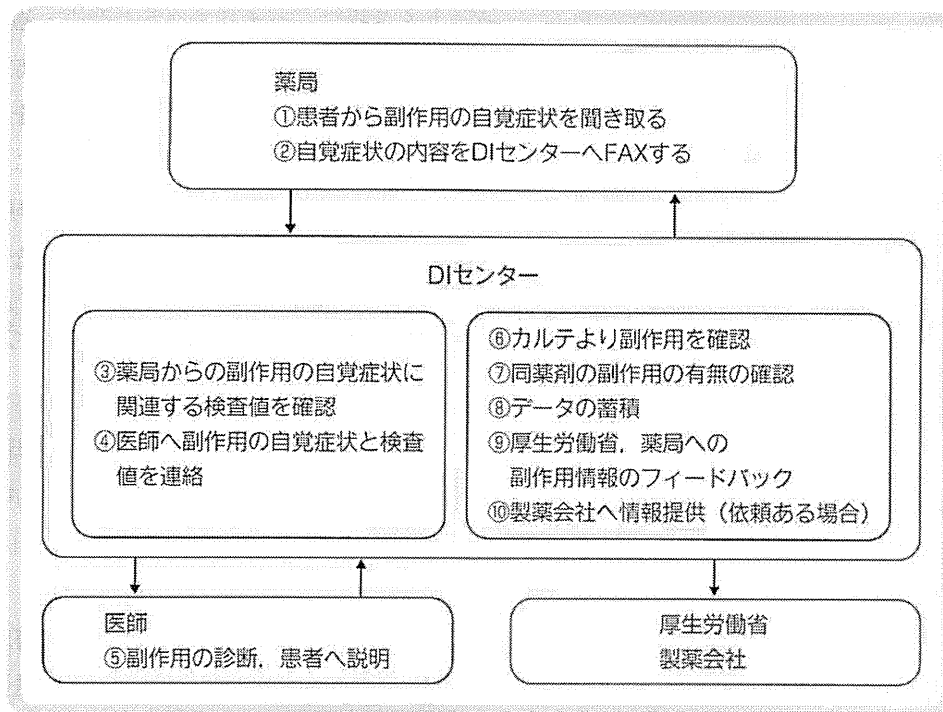 薬局
①患者から副作用の自覚症状を聞き取る
②自覚症状の内容をDIセンターへFAXする
DIセンター
③薬局からの副作用の自覚症状に
関連する検査値を確認
④医師へ副作用の自覚症状と検査
値を連絡
⑥カルテより副作用を確認
⑦同薬剤の副作用の有無の確認
⑧データの蓄積
⑨厚生労働省，薬局への
副作用情報のフィードバック
⑩製薬会社へ情報提供（依頼ある場合）
医師
⑤副作用の診断，患者へ説明
厚生労働省
製薬会社